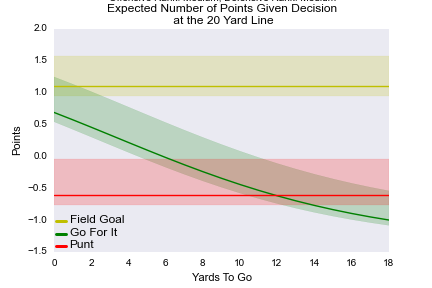 Expected Number of Points Given Decision
at the 20 Yard Line
2.0
1.5
1.0
0.5
0.0
−0.5
−1.0
−1.5
Points
Field Goal
Go For It
Punt
0 2 4 6 8 10 12 14 16 18
Yards To Go